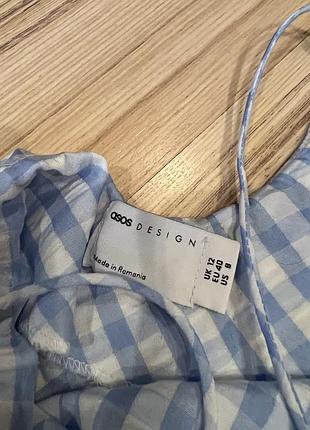 asos DESIGN
Made in Romania
UK 12
EU 40
US 8